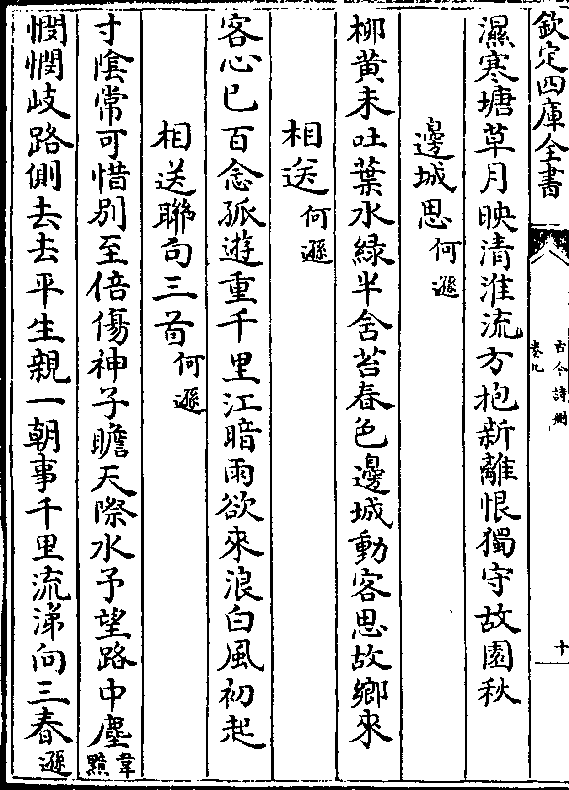 欽定四庫全書
古今詩刪
卷九
十
濕寒塘草月映清淮流方抱新離恨獨守故園秋
邊城思何遜
柳黃未吐葉水綠半含苔春色邊城動客思故鄉來
相送何遜
客心已百念孤遊重千里江暗雨欲來浪白風初起
相送聯句三首何遜
寸陰常可惜別至倍傷神子瞻天際水予望路中塵韋黯
憫憫岐路側去去平生親一朝事千里流涕向三春遜